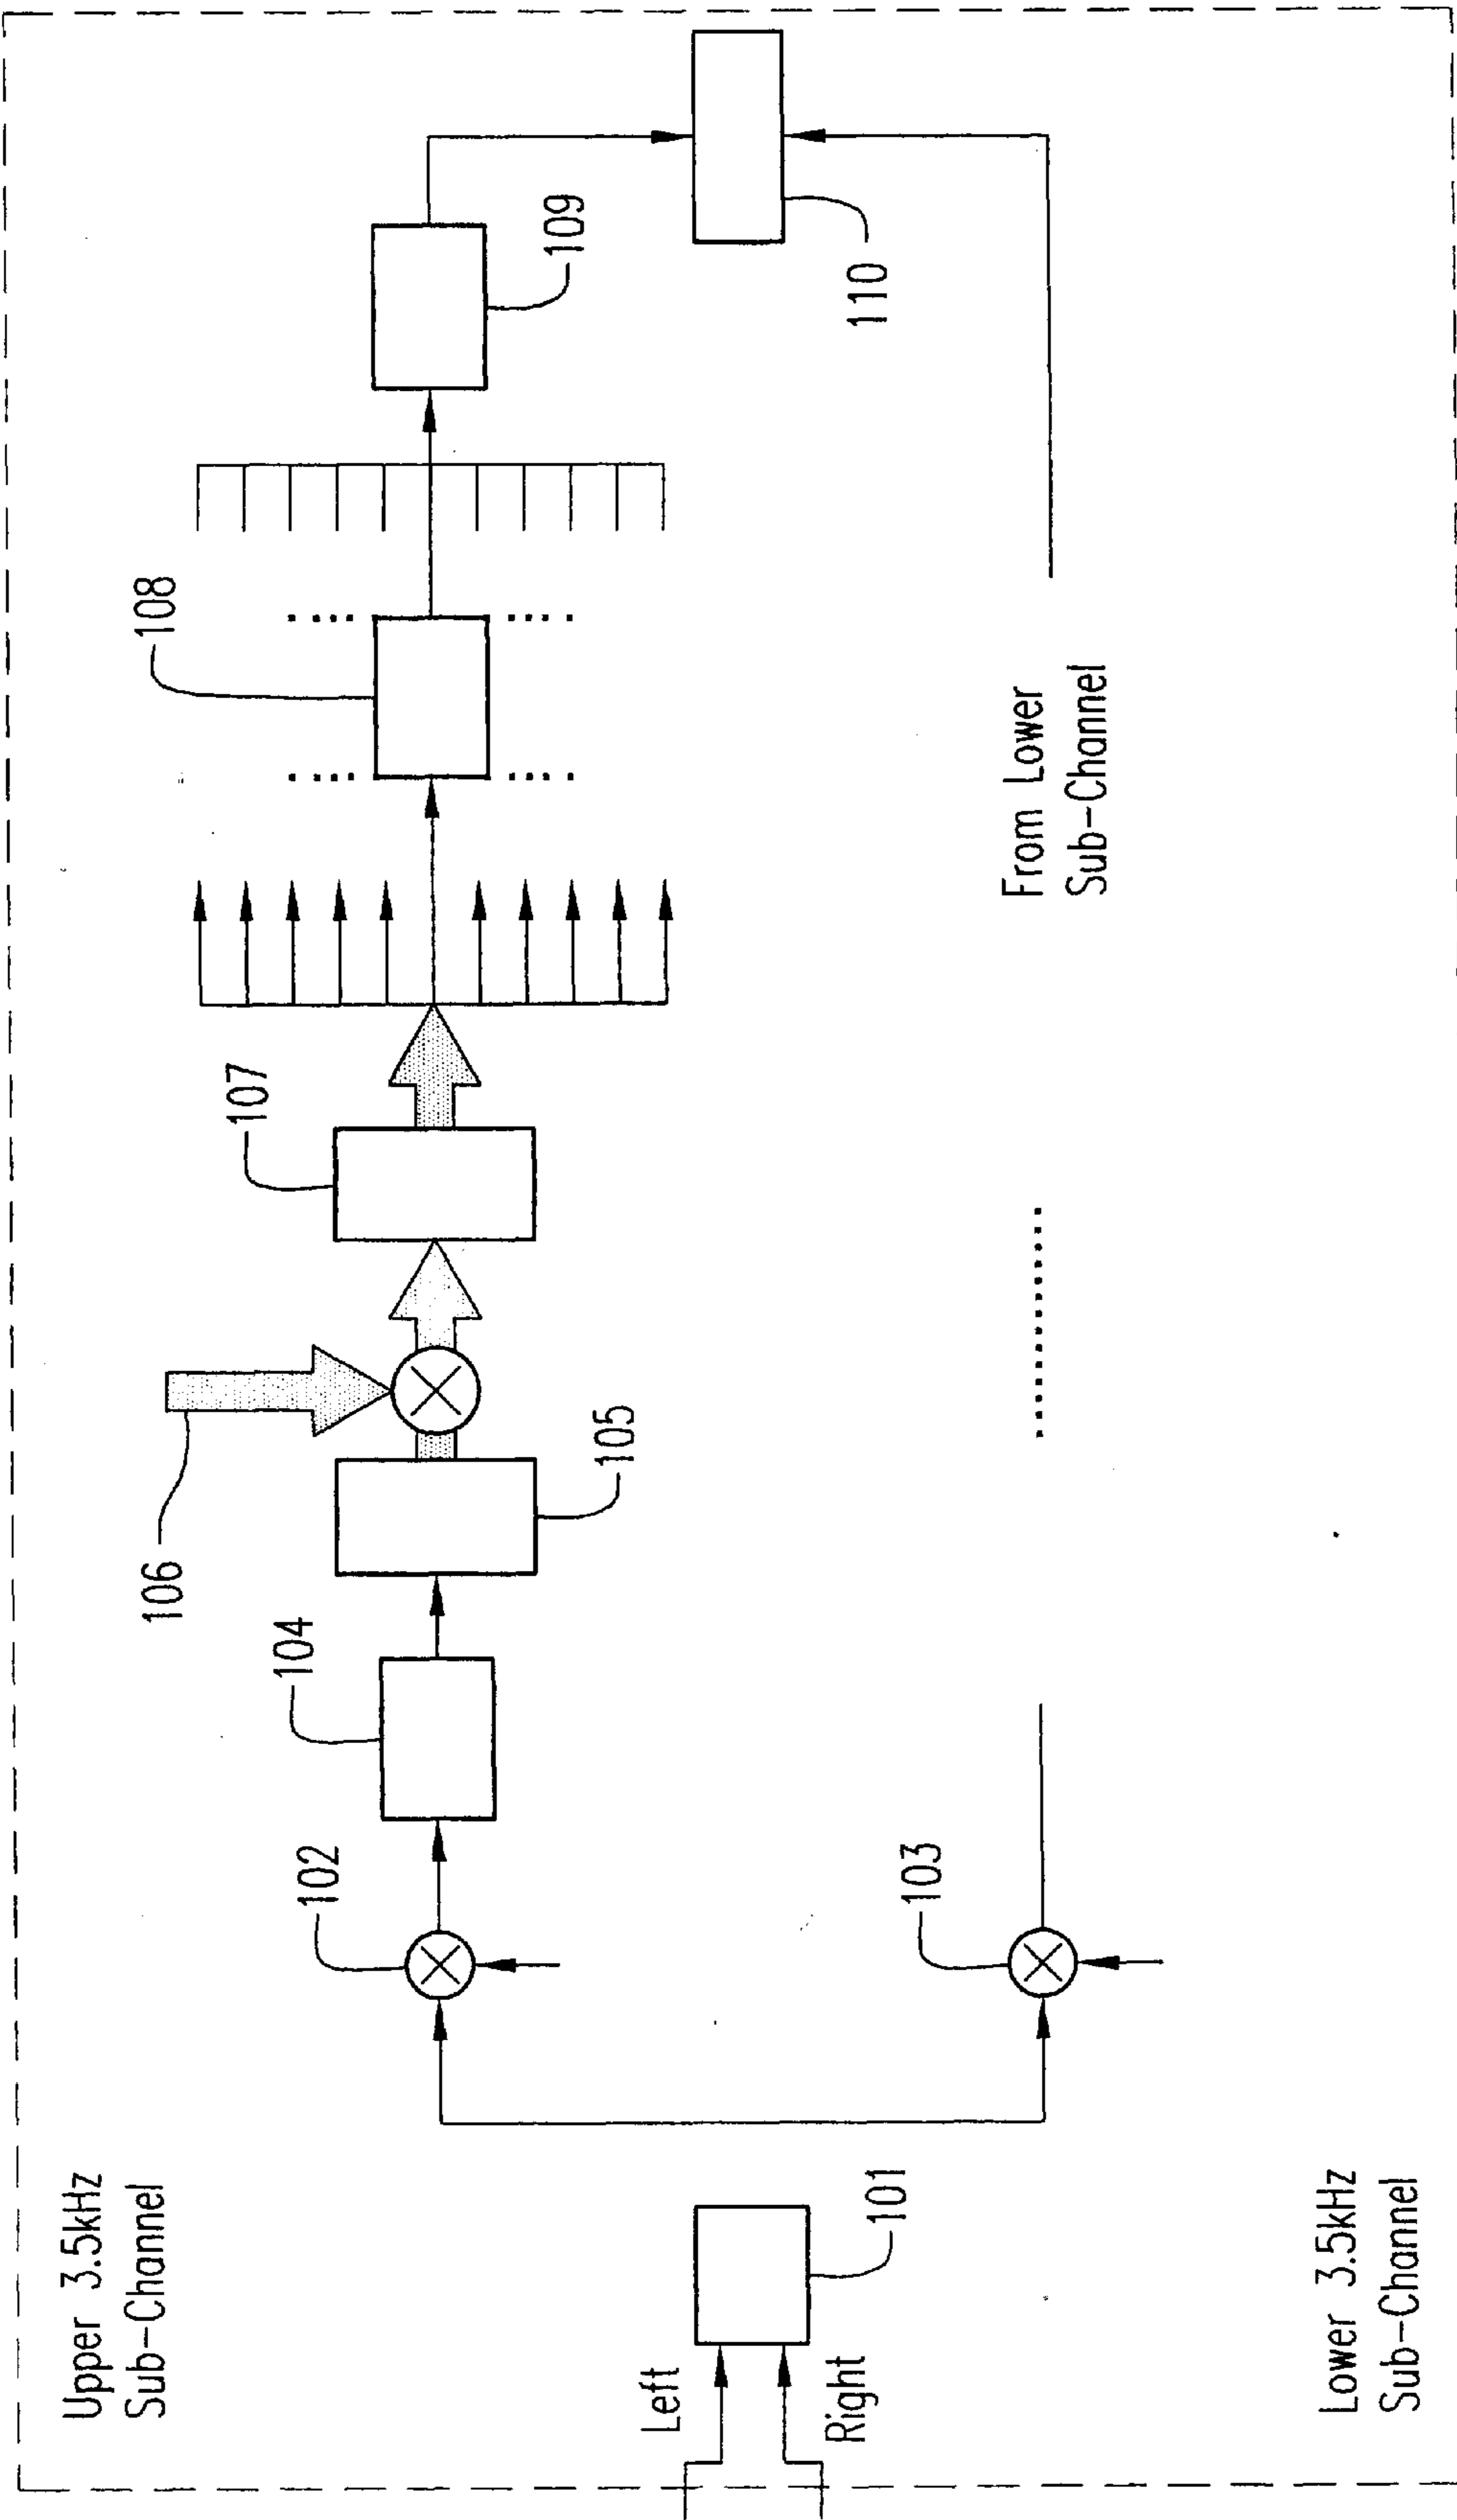 Upper 3.5kHz
Sub-Channel
Left
Right
101
102
103
104
105
106
107
108
109
110
From Lower
Sub-Channel
Lower 3.5kHz
Sub-Channel